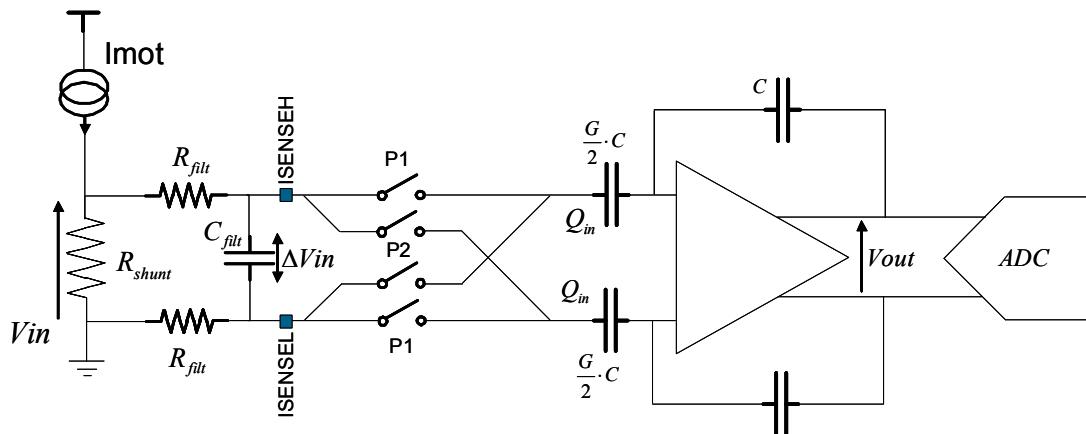 Imot
ISENSEH
C
G/2 · C
R_filt
P1
Q_in
P2
C_filt
ΔVin
R_shunt
Vout
ADC
Vin
Q_in
P1
R_filt
ISENSEL
G/2 · C